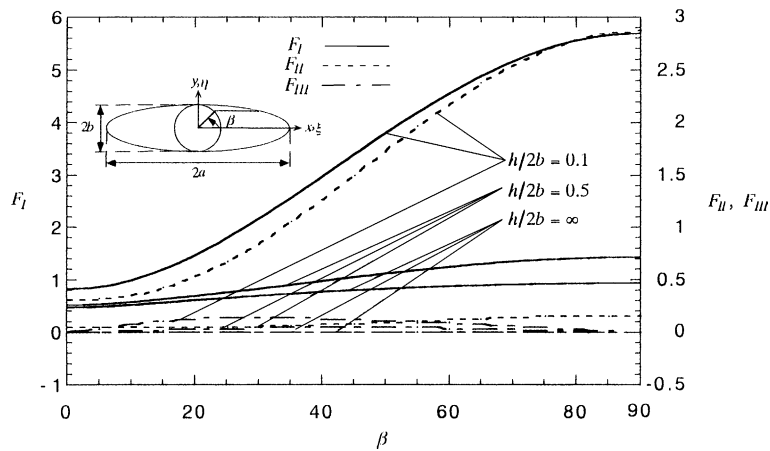 6
5
4
3
2
1
0
-1
F_I
3
2.5
2
1.5
1
0.5
0
-0.5
F_II, F_III
F_I
F_II
F_III
y,η
x,ξ
β
2b
2a
h/2b = 0.1
h/2b = 0.5
h/2b = ∞
0
20
40
60
80
90
β